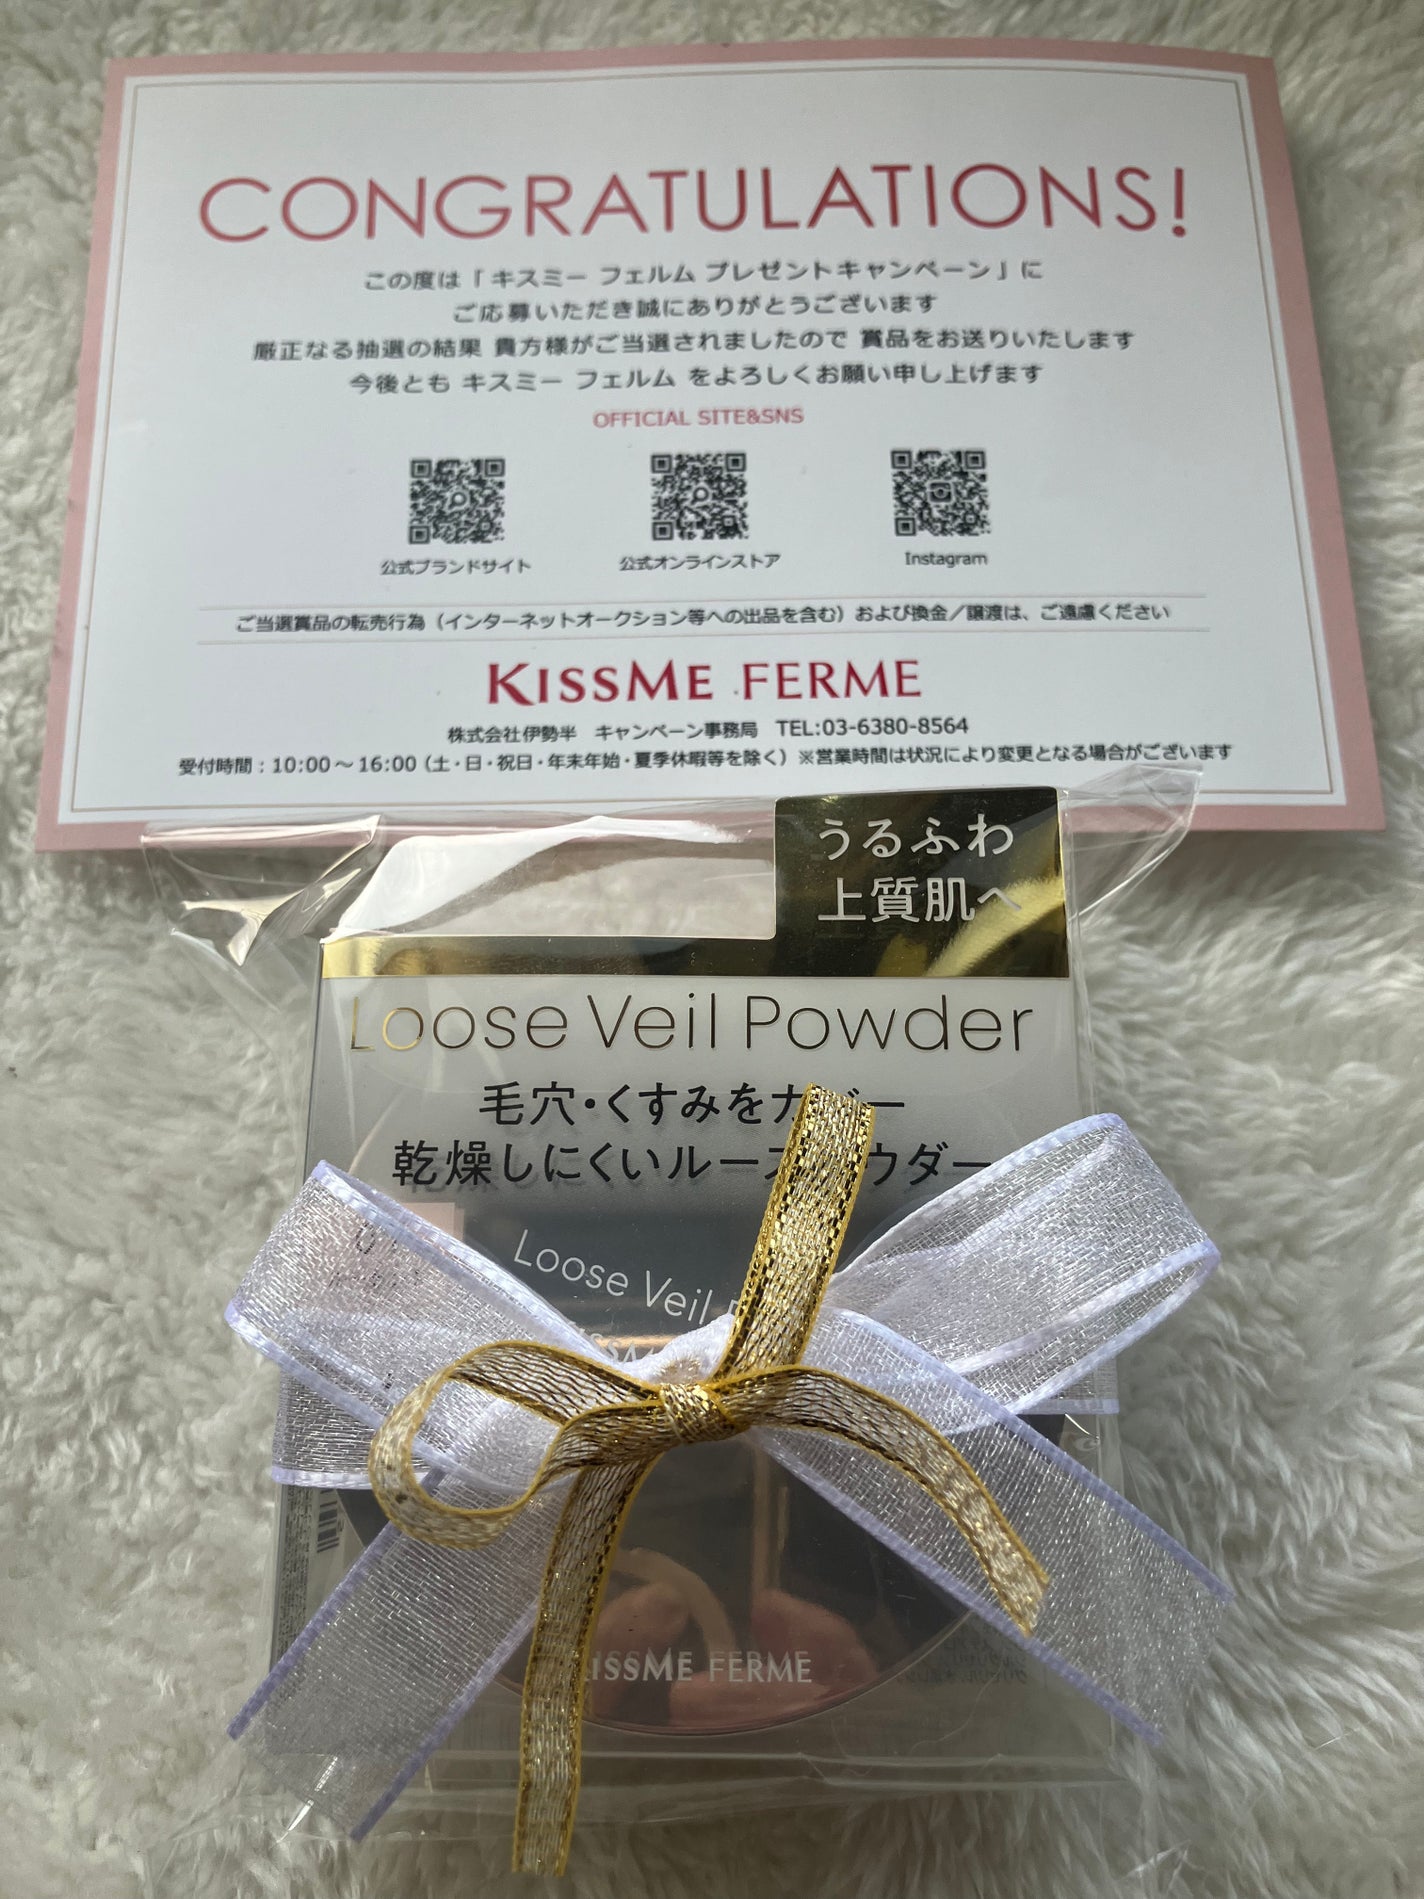 CONGRATULATIONS!
この度は「キスミー フェルム プレゼントキャンペーン」に
ご応募いただき誠にありがとうございます
厳正なる抽選の結果 貴方様がご当選されましたので 賞品をお送りいたします
今後とも キスミー フェルム をよろしくお願い申し上げます
OFFICIAL SITE&SNS
公式ブランドサイト 公式オンラインストア Instagram
ご当選賞品の転売行為（インターネットオークション等への出品を含む）および換金／譲渡は、ご遠慮ください
KISSME FERME
株式会社伊勢半 キャンペーン事務局 TEL:03-6380-8564
受付時間：10:00～16:00（土・日・祝日・年末年始・夏季休暇等を除く）※営業時間は状況により変更となる場合がございます
うるふわ
上質肌へ
Loose Veil Powder
毛穴・くすみをカバー
乾燥しにくいルースパウダー
Loose Veil
KISSME FERME